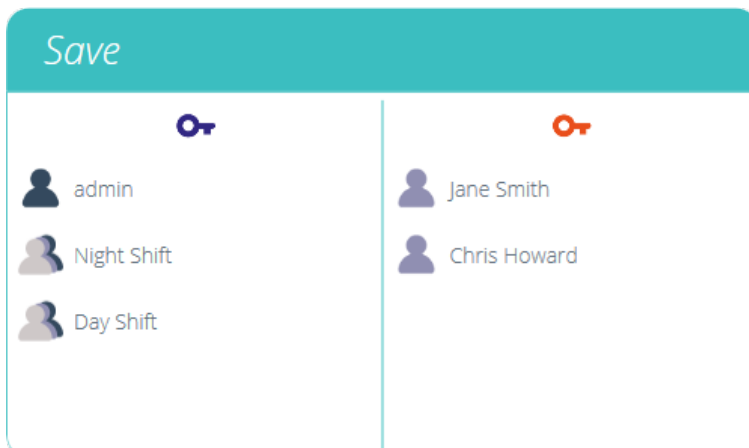 Save
admin
Night Shift
Day Shift
Jane Smith
Chris Howard